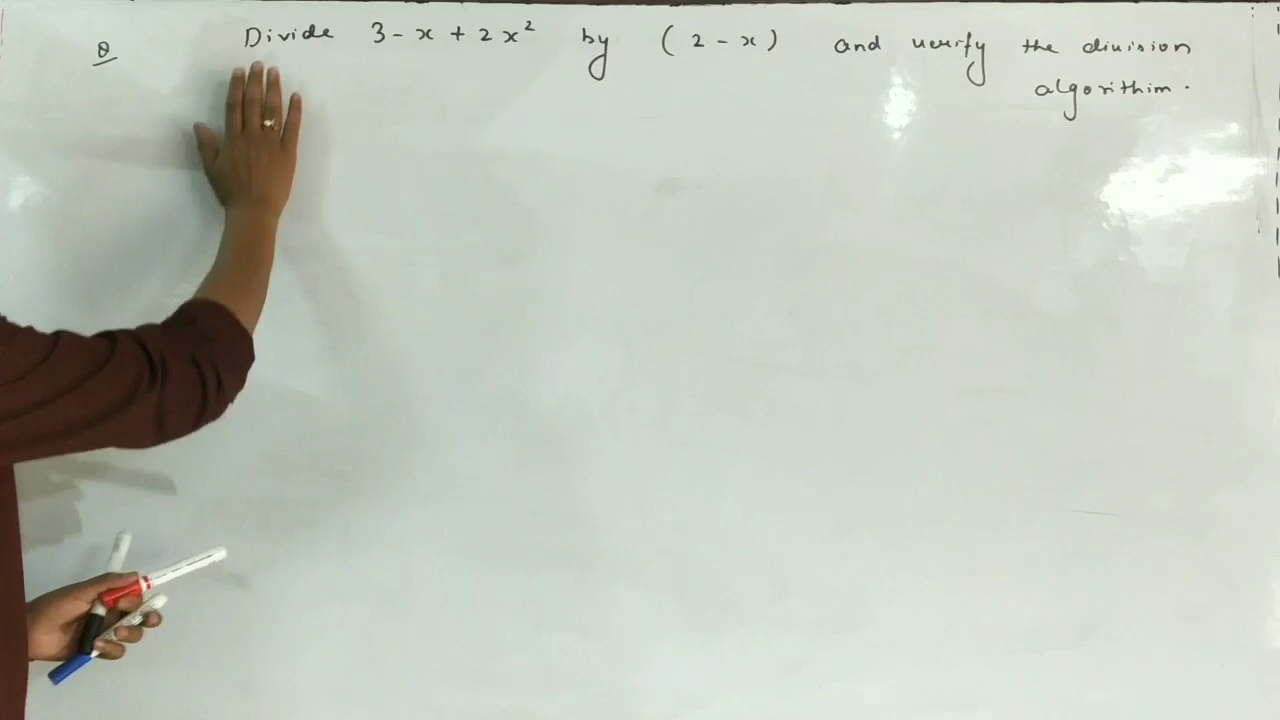 Q Divide 3 - x + 2x² by (2 - x) and verify the division
algorithim.